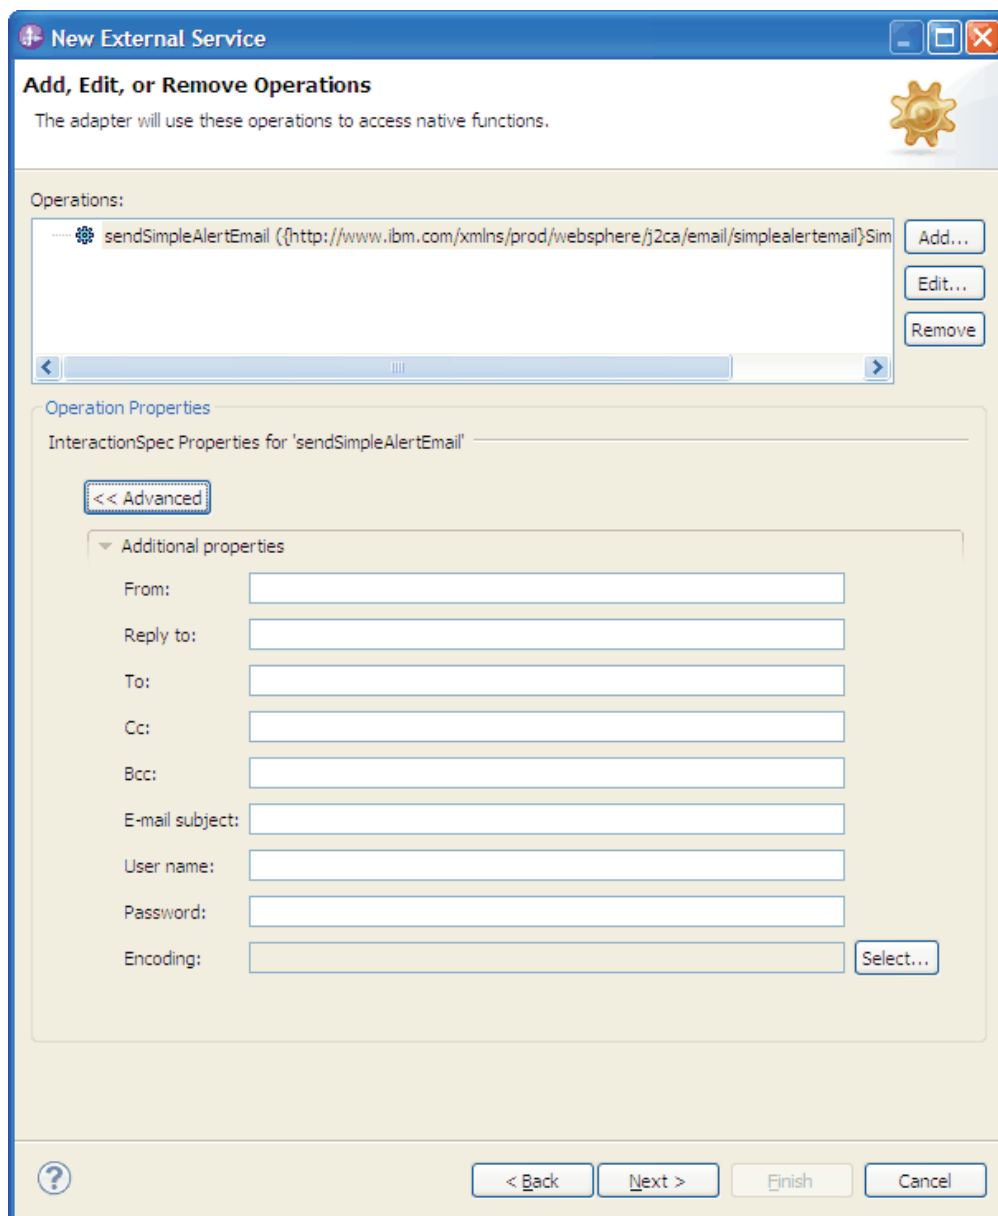 New External Service
Add, Edit, or Remove Operations
The adapter will use these operations to access native functions.
Operations:
sendSimpleAlertEmail ({http://www.ibm.com/xmlns/prod/websphere/j2ca/email/simplealertemail}Sim
Add...
Edit...
Remove
Operation Properties
InteractionSpec Properties for 'sendSimpleAlertEmail'
<< Advanced
Additional properties
From:
Reply to:
To:
Cc:
Bcc:
E-mail subject:
User name:
Password:
Encoding:
Select...
?
< Back
Next >
Finish
Cancel